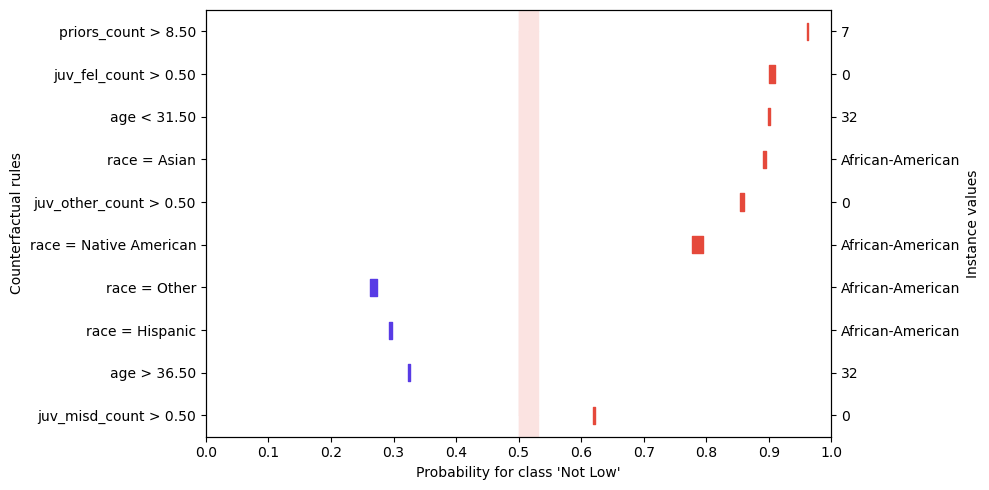 Counterfactual rules
priors_count > 8.50 7
juv_fel_count > 0.50 0
age < 31.50 32
race = Asian African-American
juv_other_count > 0.50 0
race = Native American African-American
race = Other African-American
race = Hispanic African-American
age > 36.50 32
juv_misd_count > 0.50 0
Instance values
0.0 0.1 0.2 0.3 0.4 0.5 0.6 0.7 0.8 0.9 1.0
Probability for class 'Not Low'